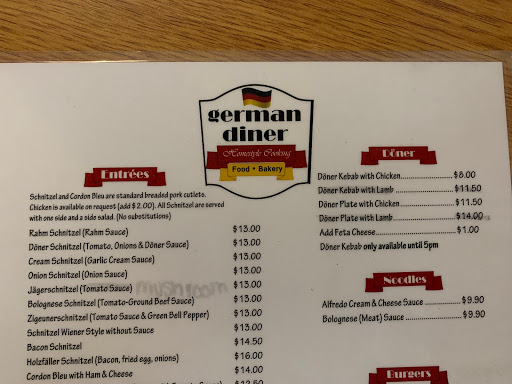 german
diner
Homestyle Cooking
Food • Bakery
Entrées
Schnitzel and Cordon Bleu are standard breaded pork cutlets.
Chicken is available on request (add $2.00). All Schnitzel are served
with one side and a side salad. (No substitutions)
Rahm Schnitzel (Rahm Sauce) $13.00
Döner Schnitzel (Tomato, Onions & Döner Sauce) $13.00
Cream Schnitzel (Garlic Cream Sauce) $13.00
Onion Schnitzel (Onion Sauce) $13.00
Jägerschnitzel (Tomato Sauce) mushroom $13.00
Bolognese Schnitzel (Tomato-Ground Beef Sauce) $13.00
Zigeunerschnitzel (Tomato Sauce & Green Bell Pepper) $13.00
Schnitzel Wiener Style without Sauce $13.00
Bacon Schnitzel $14.50
Holzfäller Schnitzel (Bacon, fried egg, onions) $16.00
Cordon Bleu with Ham & Cheese $14.00
$12.50
Döner
Döner Kebab with Chicken $8.00
Döner Kebab with Lamb $11.50
Döner Plate with Chicken $11.50
Döner Plate with Lamb $14.00
Add Feta Cheese $1.00
Döner Kebab only available until 5pm
Noodles
Alfredo Cream & Cheese Sauce $9.90
Bolognese (Meat) Sauce $9.90
Burgers